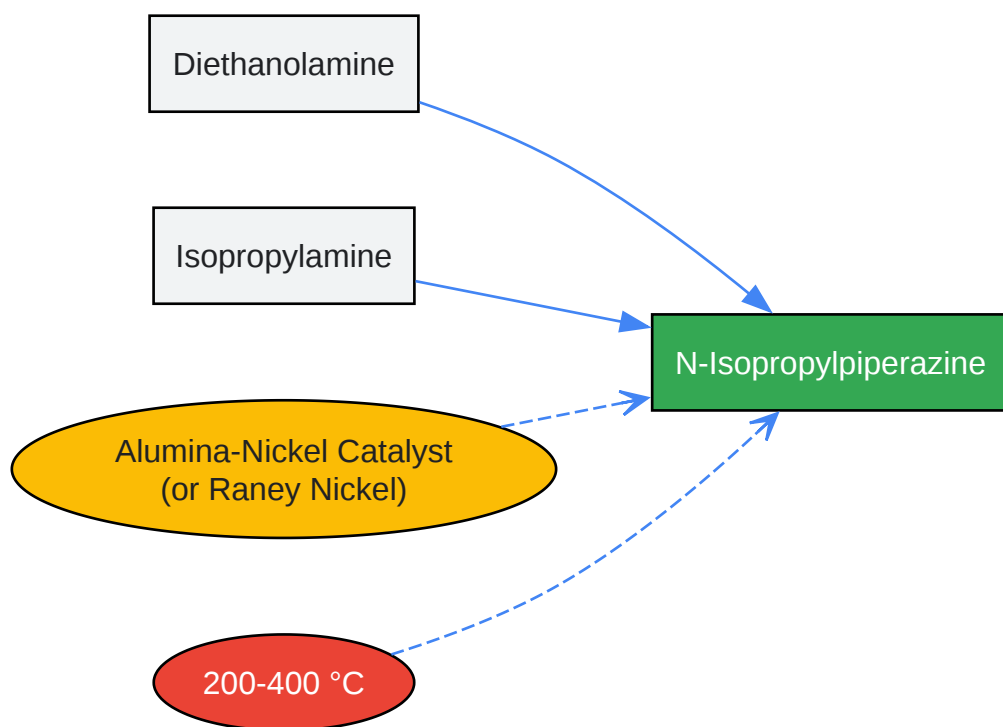 Diethanolamine
Isopropylamine
N-Isopropylpiperazine
Alumina-Nickel Catalyst
(or Raney Nickel)
200-400 °C